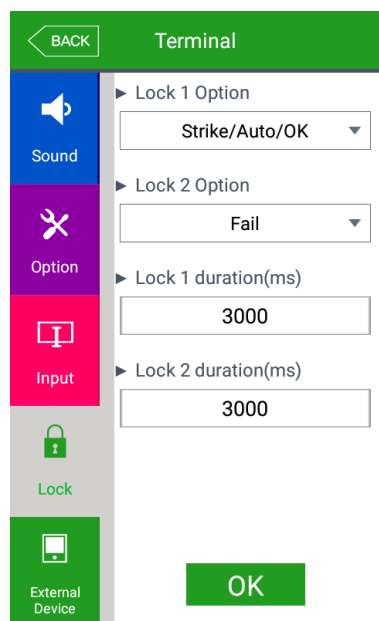 BACK
Terminal
Sound
Option
Input
Lock
External
Device
► Lock 1 Option
Strike/Auto/OK
► Lock 2 Option
Fail
► Lock 1 duration(ms)
3000
► Lock 2 duration(ms)
3000
OK